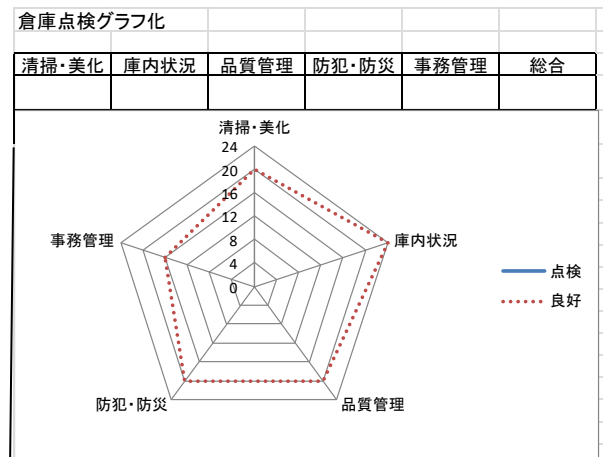 倉庫点検グラフ化
清掃・美化 庫内状況 品質管理 防犯・防災 事務管理 総合
清掃・美化
24
20
16
12
8
4
0
事務管理
庫内状況
点検
良好
防犯・防災
品質管理